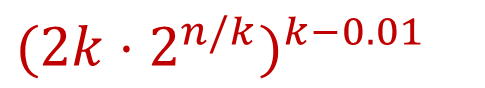 (2k · 2^{n/k})^{k−0.01}